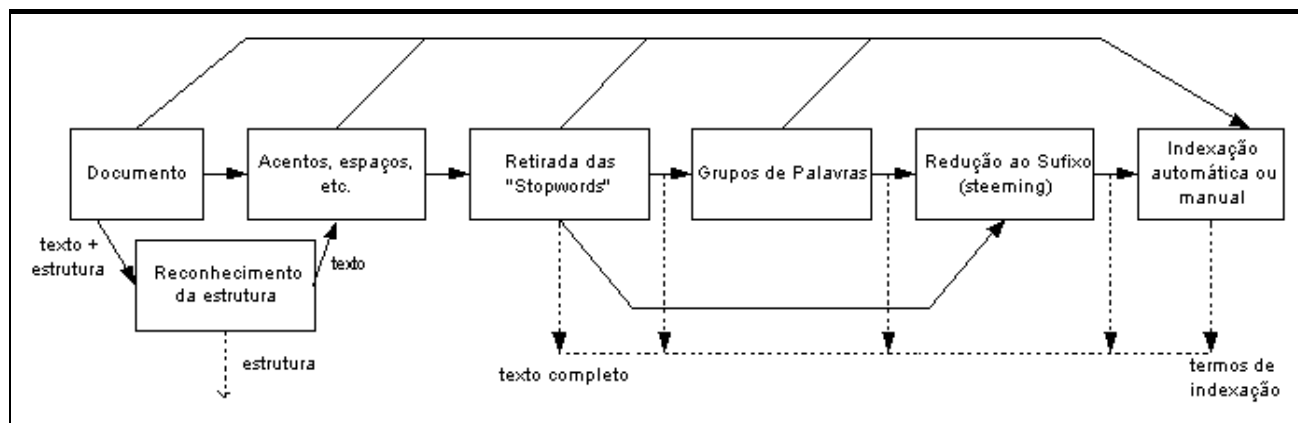 Documento
Acentos, espaços,
etc.
Retirada das
"Stopwords"
Grupos de Palavras
Redução ao Sufixo
(steeming)
Indexação
automática ou
manual
texto +
estrutura
Reconhecimento
da estrutura
texto
estrutura
texto completo
termos de
indexação